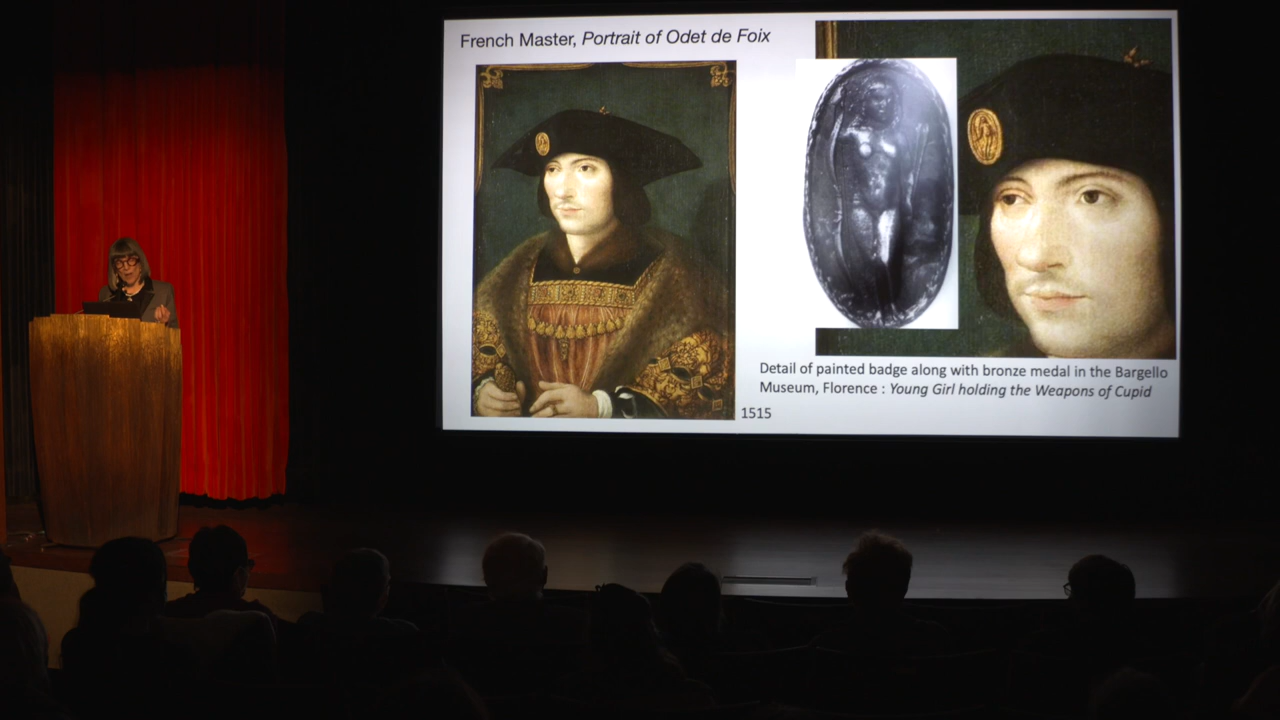 French Master, Portrait of Odet de Foix
Detail of painted badge along with bronze medal in the Bargello
Museum, Florence : Young Girl holding the Weapons of Cupid
1515